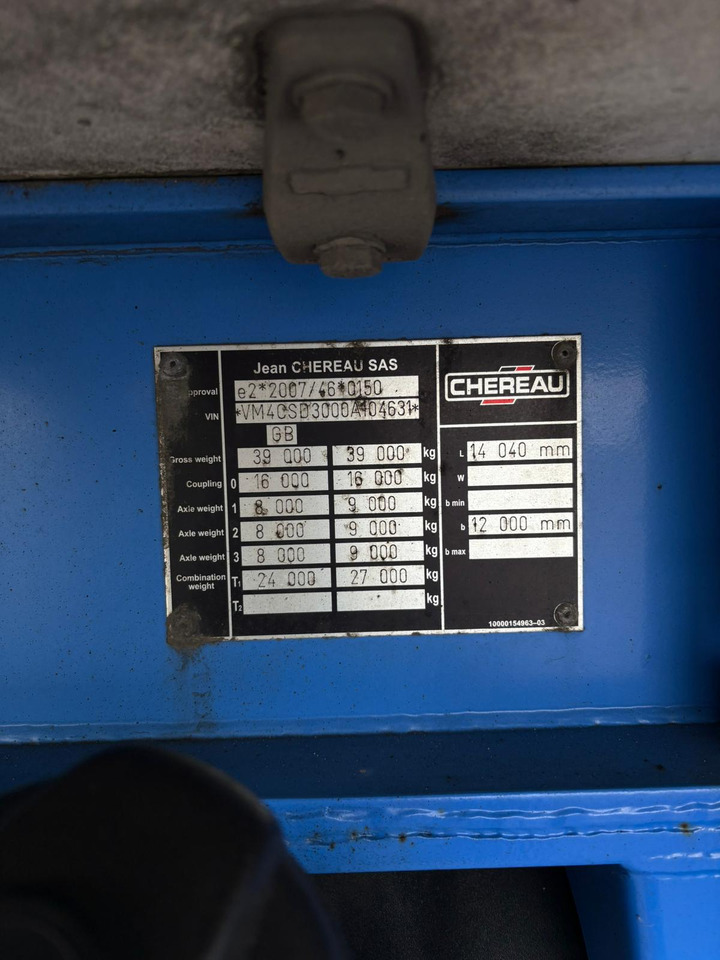 Jean CHEREAU SAS
CHEREAU
pproval e2*2007/46*0150
VIN *VM4CSD3000A104631*
GB
Gross weight 39 000 39 000 kg
Coupling 0 16 000 16 000 kg
Axle weight 1 8 000 9 000 kg
Axle weight 2 8 000 9 000 kg
Axle weight 3 8 000 9 000 kg
Combination weight T1 24 000 27 000 kg
T2 kg
L 14 040 mm
W
b min
b 12 000 mm
b max
10000154963-03